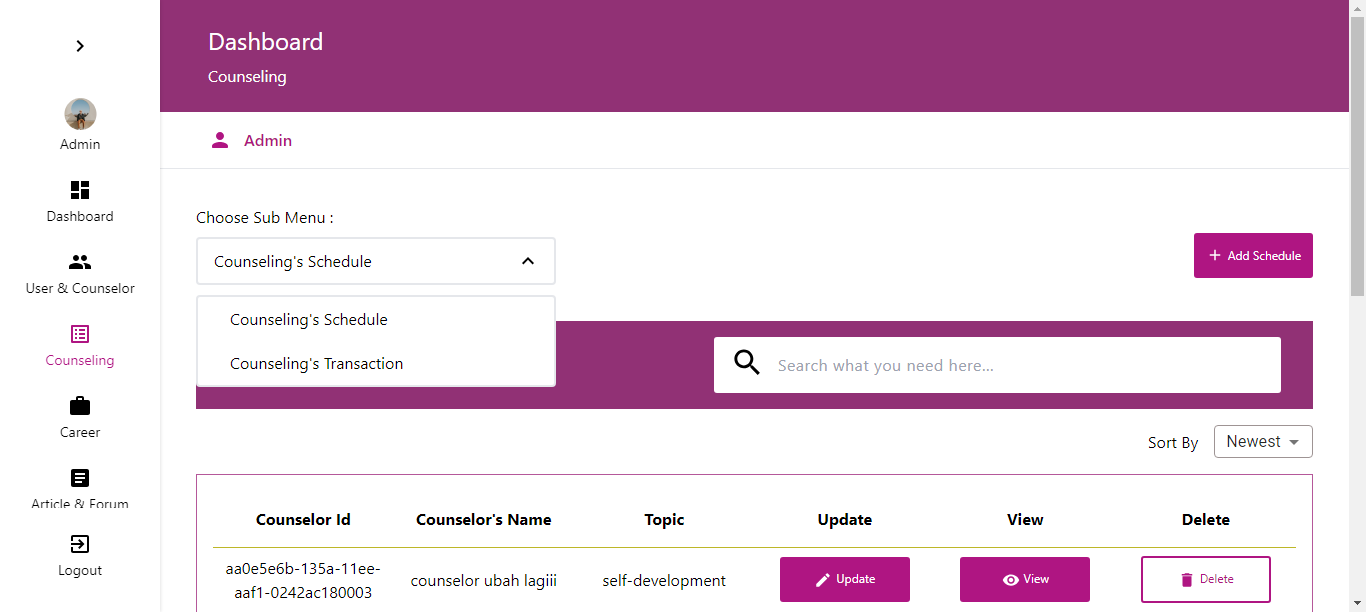 Dashboard
Counseling
Admin
Admin
Dashboard
User & Counselor
Counseling
Career
Article & Forum
Logout
Choose Sub Menu :
Counseling's Schedule
Counseling's Schedule
Counseling's Transaction
+ Add Schedule
Search what you need here...
Sort By Newest
Counselor Id Counselor's Name Topic Update View Delete
aa0e5e6b-135a-11ee-
aaf1-0242ac180003
counselor ubah lagiii self-development Update View Delete